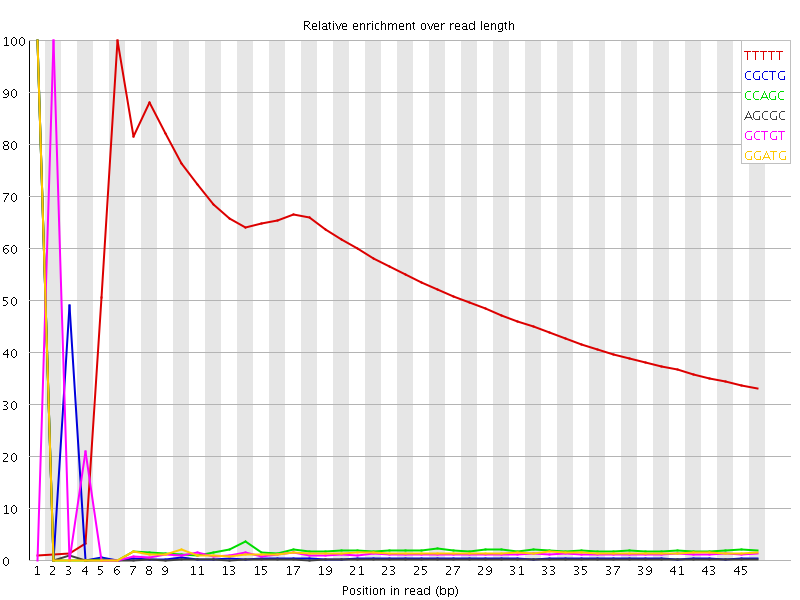 Relative enrichment over read length
100
90
80
70
60
50
40
30
20
10
0
TTTTT
CGCTG
CCAGC
AGCGC
GCTGT
GGATG
1 2 3 4 5 6 7 8 9 11 13 15 17 19 21 23 25 27 29 31 33 35 37 39 41 43 45
Position in read (bp)